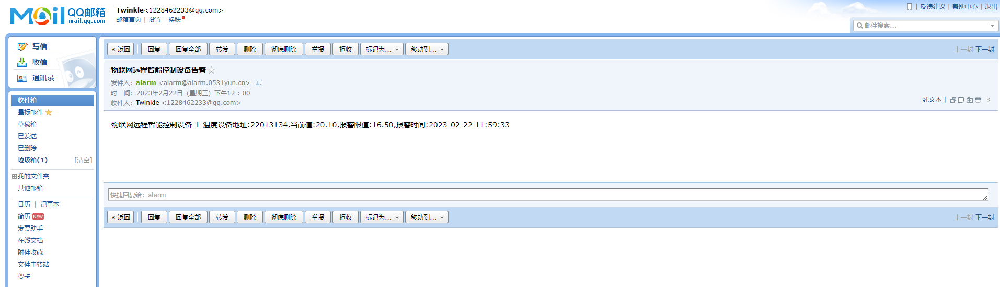 Mail QQ邮箱
mail.qq.com
Twinkle<1228462233@qq.com>
邮箱首页 | 设置 - 换肤
| 反馈建议 | 帮助中心 | 退出
邮件搜索...
写信
收信
通讯录
收件箱
星标邮件
草稿箱
已发送
已删除
垃圾箱(1) [清空]
我的文件夹
其他邮箱
日历 | 记事本
简历 NEW
发票助手
在线文档
附件收藏
文件中转站
贺卡
« 返回 回复 回复全部 转发 删除 彻底删除 举报 拒收 标记为... 移动到... 上一封 下一封
物联网远程智能控制设备告警
发件人：alarm <alarm@alarm.0531yun.cn>
时 间：2023年2月22日（星期三）下午12：00
收件人：Twinkle <1228462233@qq.com>
纯文本 |
物联网远程智能控制设备-1-温度设备地址:22013134,当前值:20.10,报警限值:16.50,报警时间:2023-02-22 11:59:33
快捷回复给：alarm
« 返回 回复 回复全部 转发 删除 彻底删除 举报 拒收 标记为... 移动到... 上一封 下一封